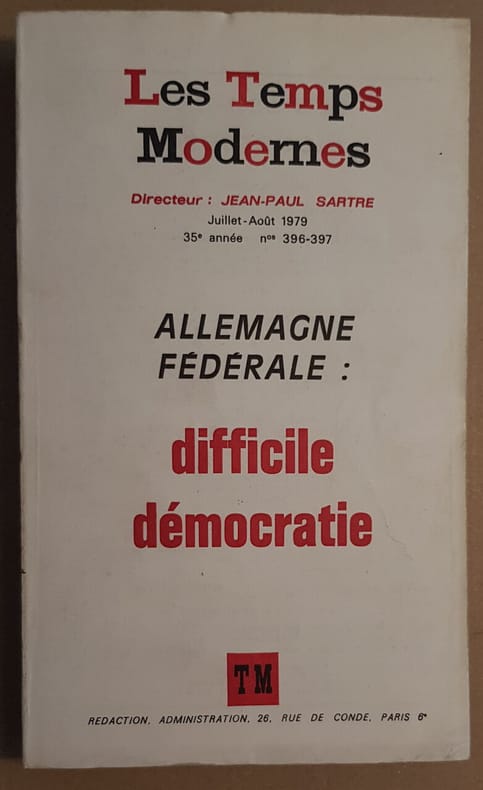 Les Temps
Modernes
Directeur : JEAN-PAUL SARTRE
Juillet-Août 1979
35e année nos 396-397
ALLEMAGNE
FÉDÉRALE :
difficile
démocratie
TM
REDACTION, ADMINISTRATION, 26, RUE DE CONDE, PARIS 6e